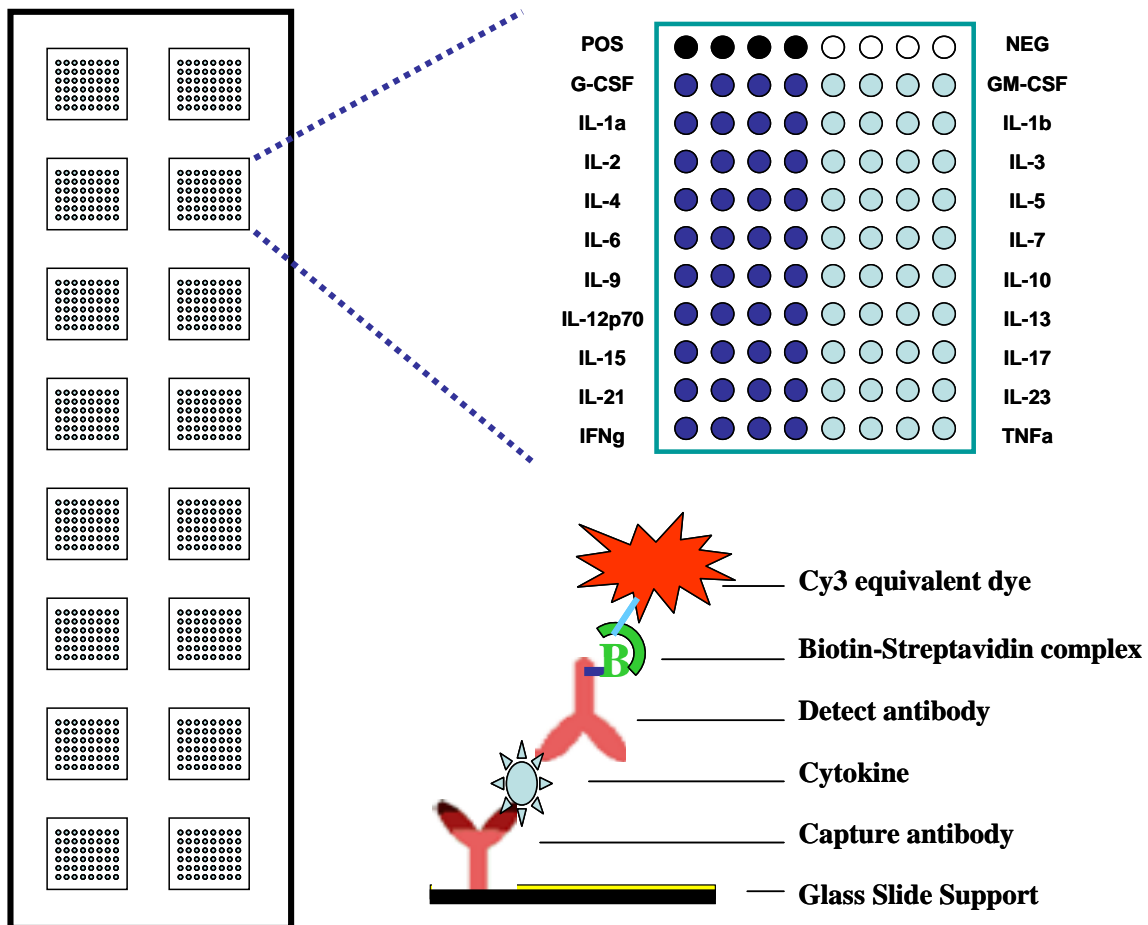 POS NEG
G-CSF GM-CSF
IL-1a IL-1b
IL-2 IL-3
IL-4 IL-5
IL-6 IL-7
IL-9 IL-10
IL-12p70 IL-13
IL-15 IL-17
IL-21 IL-23
IFNg TNFa
Cy3 equivalent dye
B
Biotin-Streptavidin complex
Detect antibody
Cytokine
Capture antibody
Glass Slide Support